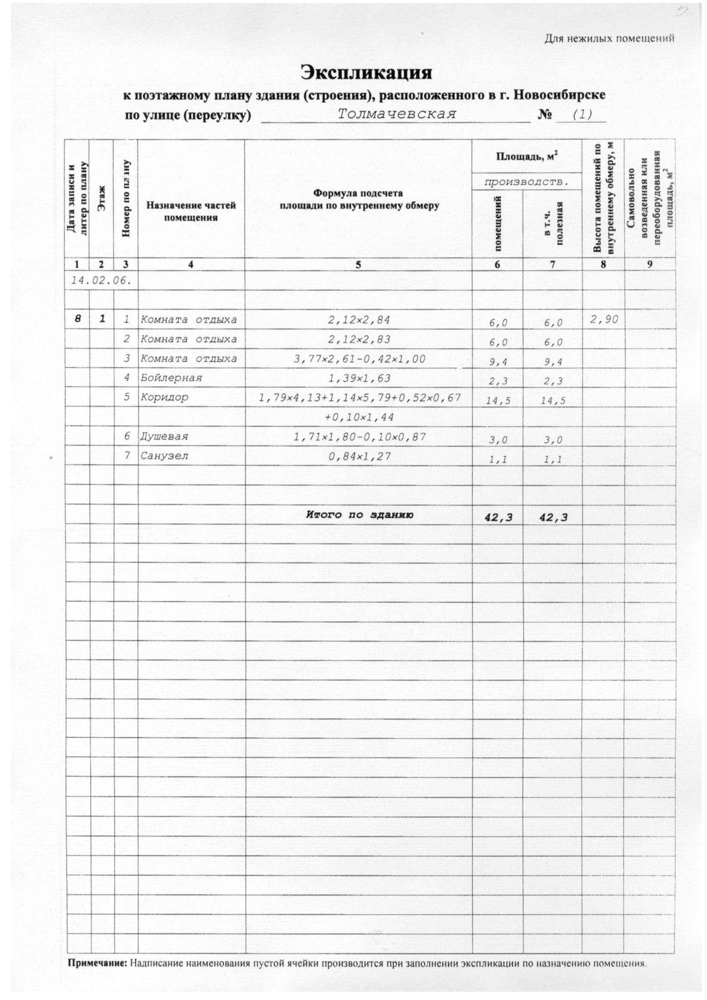 Для нежилых помещений
Экспликация
к поэтажному плану здания (строения), расположенного в г. Новосибирске
по улице (переулку) Толмачевская № (1)
Дата записи и литер по плану
Этаж
Номер по плану
Назначение частей помещения
Формула подсчета площади по внутреннему обмеру
Площадь, м²
производств.
помещений
в т.ч. полезная
Высота помещений по внутреннему обмеру, м
Самовольно возведенная или переоборудованная площадь, м²
1 2 3 4 5 6 7 8 9
14.02.06.
8 1 1 Комната отдыха 2,12×2,84 6,0 6,0 2,90
2 Комната отдыха 2,12×2,83 6,0 6,0
3 Комната отдыха 3,77×2,61-0,42×1,00 9,4 9,4
4 Бойлерная 1,39×1,63 2,3 2,3
5 Коридор 1,79×4,13+1,14×5,79+0,52×0,67 14,5 14,5
+0,10×1,44
6 Душевая 1,71×1,80-0,10×0,87 3,0 3,0
7 Санузел 0,84×1,27 1,1 1,1
Итого по зданию 42,3 42,3
Примечание: Надписание наименования пустой ячейки производится при заполнении экспликации по назначению помещения.